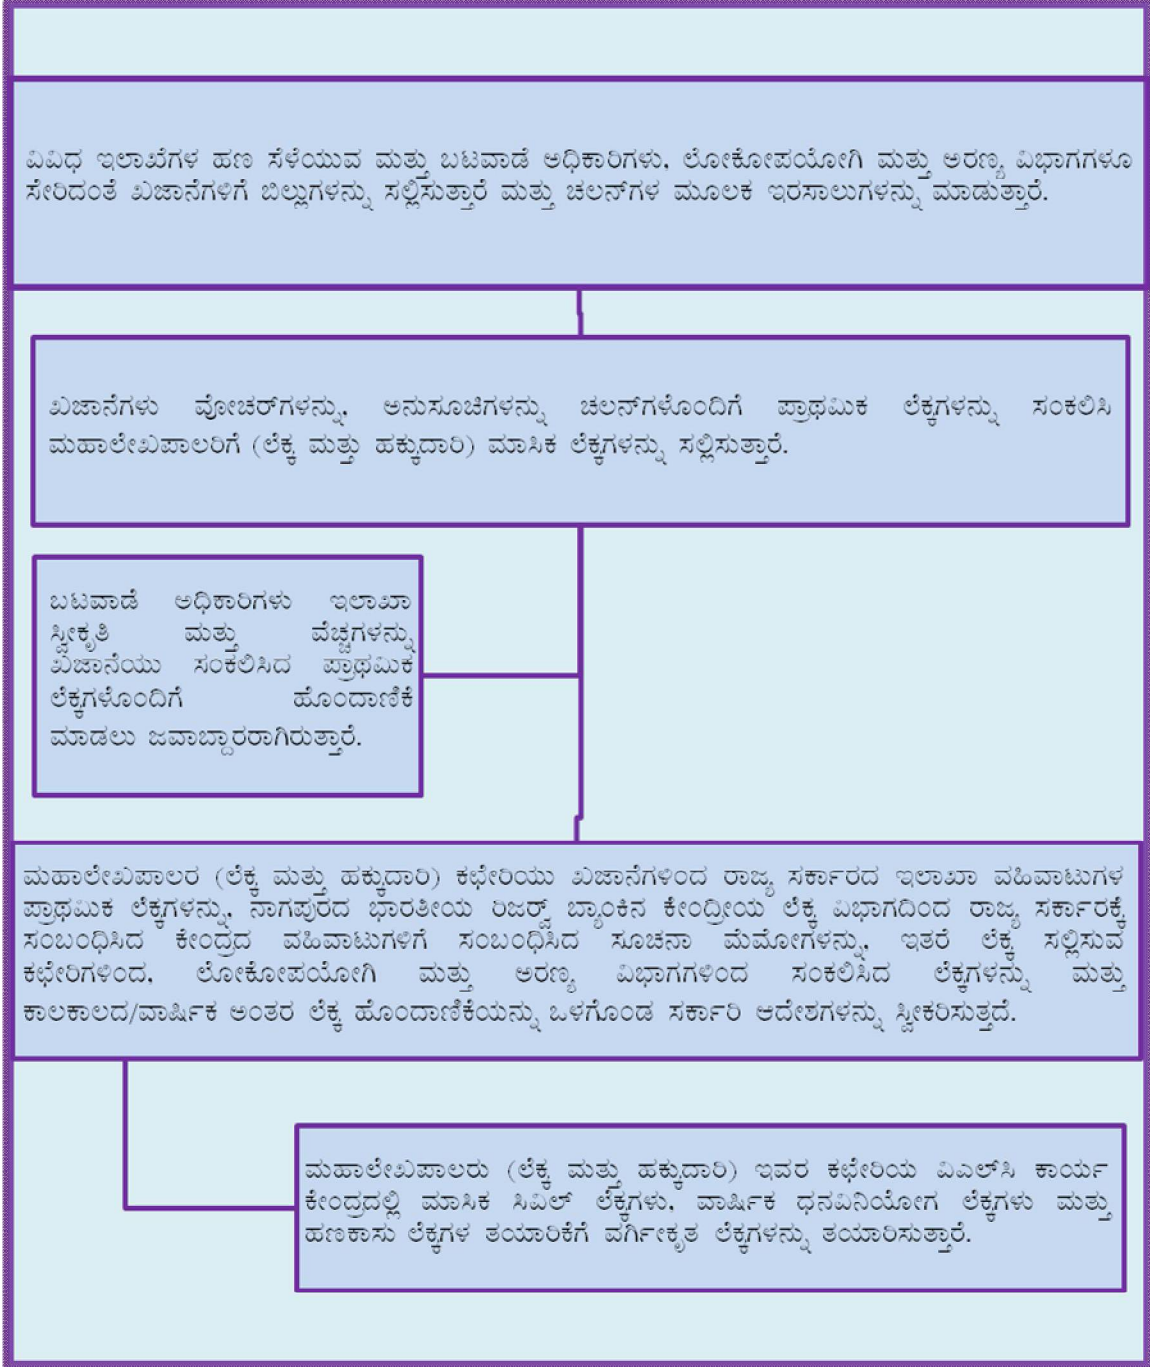 ವಿವಿಧ ಇಲಾಖೆಗಳ ಹಣ ಸೆಳೆಯುವ ಮತ್ತು ಬಟವಾಡೆ ಅಧಿಕಾರಿಗಳು, ಲೋಕೋಪಯೋಗಿ ಮತ್ತು ಅರಣ್ಯ ವಿಭಾಗಗಳೂ
ಸೇರಿದಂತೆ ಖಜಾನೆಗಳಿಗೆ ಬಿಲ್ಲುಗಳನ್ನು ಸಲ್ಲಿಸುತ್ತಾರೆ ಮತ್ತು ಚಲನ್‌ಗಳ ಮೂಲಕ ಇರಸಾಲುಗಳನ್ನು ಮಾಡುತ್ತಾರೆ.
ಖಜಾನೆಗಳು ವೋಚರ್‌ಗಳನ್ನು, ಅನುಸೂಚಿಗಳನ್ನು ಚಲನ್‌ಗಳೊಂದಿಗೆ ಪ್ರಾಥಮಿಕ ಲೆಕ್ಕಗಳನ್ನು ಸಂಕಲಿಸಿ
ಮಹಾಲೇಖಪಾಲರಿಗೆ (ಲೆಕ್ಕ ಮತ್ತು ಹಕ್ಕುದಾರಿ) ಮಾಸಿಕ ಲೆಕ್ಕಗಳನ್ನು ಸಲ್ಲಿಸುತ್ತಾರೆ.
ಬಟವಾಡೆ ಅಧಿಕಾರಿಗಳು ಇಲಾಖಾ
ಸ್ವೀಕೃತಿ ಮತ್ತು ವೆಚ್ಚಗಳನ್ನು
ಖಜಾನೆಯು ಸಂಕಲಿಸಿದ ಪ್ರಾಥಮಿಕ
ಲೆಕ್ಕಗಳೊಂದಿಗೆ ಹೊಂದಾಣಿಕೆ
ಮಾಡಲು ಜವಾಬ್ದಾರರಾಗಿರುತ್ತಾರೆ.
ಮಹಾಲೇಖಪಾಲರ (ಲೆಕ್ಕ ಮತ್ತು ಹಕ್ಕುದಾರಿ) ಕಛೇರಿಯು ಖಜಾನೆಗಳಿಂದ ರಾಜ್ಯ ಸರ್ಕಾರದ ಇಲಾಖಾ ವಹಿವಾಟುಗಳ
ಪ್ರಾಥಮಿಕ ಲೆಕ್ಕಗಳನ್ನು, ನಾಗಪುರದ ಭಾರತೀಯ ರಿಜರ್ವ್ ಬ್ಯಾಂಕಿನ ಕೇಂದ್ರೀಯ ಲೆಕ್ಕ ವಿಭಾಗದಿಂದ ರಾಜ್ಯ ಸರ್ಕಾರಕ್ಕೆ
ಸಂಬಂಧಿಸಿದ ಕೇಂದ್ರದ ವಹಿವಾಟುಗಳಿಗೆ ಸಂಬಂಧಿಸಿದ ಸೂಚನಾ ಮೆಮೋಗಳನ್ನು, ಇತರೆ ಲೆಕ್ಕ ಸಲ್ಲಿಸುವ
ಕಛೇರಿಗಳಿಂದ, ಲೋಕೋಪಯೋಗಿ ಮತ್ತು ಅರಣ್ಯ ವಿಭಾಗಗಳಿಂದ ಸಂಕಲಿಸಿದ ಲೆಕ್ಕಗಳನ್ನು ಮತ್ತು
ಕಾಲಕಾಲದ/ವಾರ್ಷಿಕ ಅಂತರ ಲೆಕ್ಕ ಹೊಂದಾಣಿಕೆಯನ್ನು ಒಳಗೊಂಡ ಸರ್ಕಾರಿ ಆದೇಶಗಳನ್ನು ಸ್ವೀಕರಿಸುತ್ತದೆ.
ಮಹಾಲೇಖಪಾಲರು (ಲೆಕ್ಕ ಮತ್ತು ಹಕ್ಕುದಾರಿ) ಇವರ ಕಛೇರಿಯ ವಿಎಲ್‌ಸಿ ಕಾರ್ಯ
ಕೇಂದ್ರದಲ್ಲಿ ಮಾಸಿಕ ಸಿವಿಲ್ ಲೆಕ್ಕಗಳು, ವಾರ್ಷಿಕ ಧನವಿನಿಯೋಗ ಲೆಕ್ಕಗಳು ಮತ್ತು
ಹಣಕಾಸು ಲೆಕ್ಕಗಳ ತಯಾರಿಕೆಗೆ ವರ್ಗೀಕೃತ ಲೆಕ್ಕಗಳನ್ನು ತಯಾರಿಸುತ್ತಾರೆ.